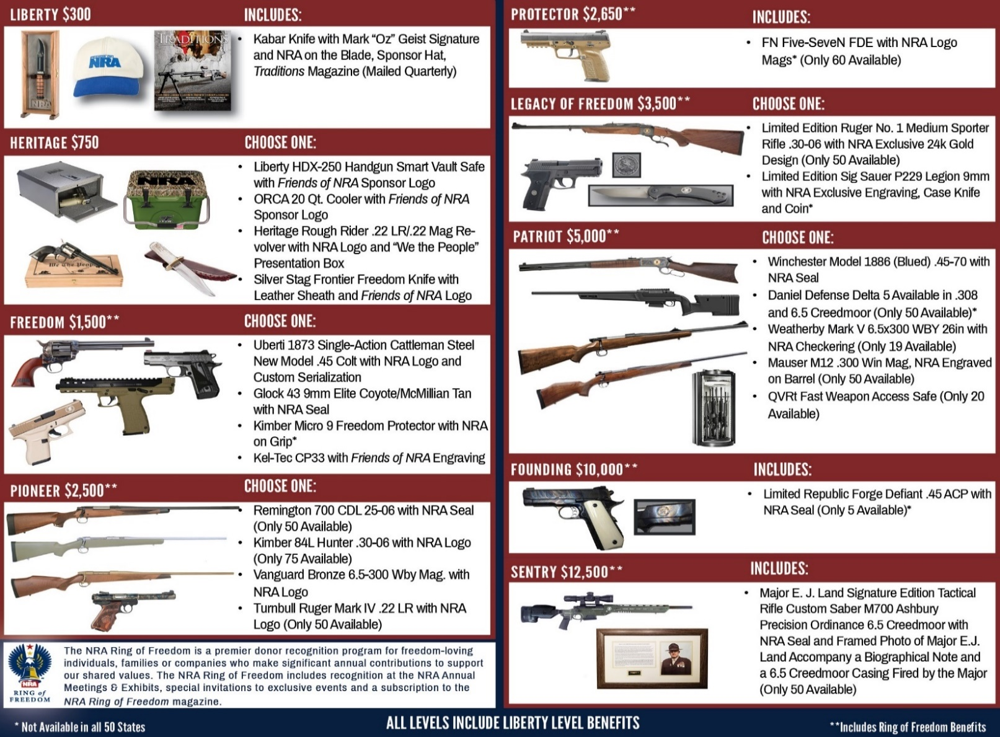 LIBERTY $300
INCLUDES:
NRA
NRA
TRADITIONS
• Kabar Knife with Mark “Oz” Geist Signature
and NRA on the Blade, Sponsor Hat,
Traditions Magazine (Mailed Quarterly)
HERITAGE $750
CHOOSE ONE:
NRA
We the People
• Liberty HDX-250 Handgun Smart Vault Safe
with Friends of NRA Sponsor Logo
• ORCA 20 Qt. Cooler with Friends of NRA
Sponsor Logo
• Heritage Rough Rider .22 LR/.22 Mag Re-
volver with NRA Logo and “We the People”
Presentation Box
• Silver Stag Frontier Freedom Knife with
Leather Sheath and Friends of NRA Logo
FREEDOM $1,500**
CHOOSE ONE:
• Uberti 1873 Single-Action Cattleman Steel
New Model .45 Colt with NRA Logo and
Custom Serialization
• Glock 43 9mm Elite Coyote/McMillian Tan
with NRA Seal
• Kimber Micro 9 Freedom Protector with NRA
on Grip*
• Kel-Tec CP33 with Friends of NRA Engraving
PIONEER $2,500**
CHOOSE ONE:
• Remington 700 CDL 25-06 with NRA Seal
(Only 50 Available)
• Kimber 84L Hunter .30-06 with NRA Logo
(Only 75 Available)
• Vanguard Bronze 6.5-300 Wby Mag. with
NRA Logo
• Turnbull Ruger Mark IV .22 LR with NRA
Logo (Only 50 Available)
NRA
RING of
FREEDOM
The NRA Ring of Freedom is a premier donor recognition program for freedom-loving
individuals, families or companies who make significant annual contributions to support
our shared values. The NRA Ring of Freedom includes recognition at the NRA Annual
Meetings & Exhibits, special invitations to exclusive events and a subscription to the
NRA Ring of Freedom magazine.
PROTECTOR $2,650**
INCLUDES:
• FN Five-SeveN FDE with NRA Logo
Mags* (Only 60 Available)
LEGACY OF FREEDOM $3,500**
CHOOSE ONE:
• Limited Edition Ruger No. 1 Medium Sporter
Rifle .30-06 with NRA Exclusive 24k Gold
Design (Only 50 Available)
• Limited Edition Sig Sauer P229 Legion 9mm
with NRA Exclusive Engraving, Case Knife
and Coin*
PATRIOT $5,000**
CHOOSE ONE:
• Winchester Model 1886 (Blued) .45-70 with
NRA Seal
• Daniel Defense Delta 5 Available in .308
and 6.5 Creedmoor (Only 50 Available)*
• Weatherby Mark V 6.5x300 WBY 26in with
NRA Checkering (Only 19 Available)
• Mauser M12 .300 Win Mag, NRA Engraved
on Barrel (Only 50 Available)
• QVRt Fast Weapon Access Safe (Only 20
Available)
FOUNDING $10,000**
INCLUDES:
• Limited Republic Forge Defiant .45 ACP with
NRA Seal (Only 5 Available)*
SENTRY $12,500**
INCLUDES:
• Major E. J. Land Signature Edition Tactical
Rifle Custom Saber M700 Ashbury
Precision Ordinance 6.5 Creedmoor with
NRA Seal and Framed Photo of Major E.J.
Land Accompany a Biographical Note and
a 6.5 Creedmoor Casing Fired by the Major
(Only 50 Available)
* Not Available in all 50 States
ALL LEVELS INCLUDE LIBERTY LEVEL BENEFITS
**Includes Ring of Freedom Benefits